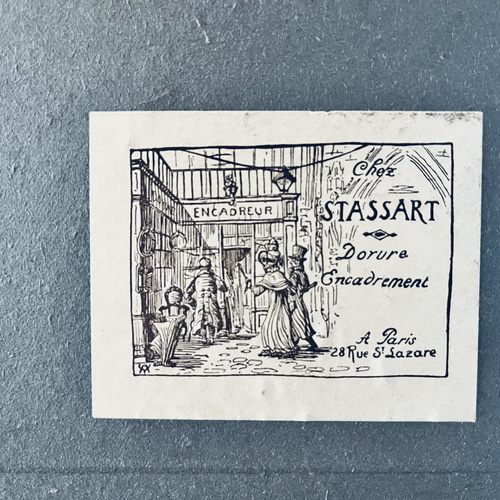 ENCADREUR
Chez
STASSART
Dorure
Encadrement
A Paris
28 Rue St Lazare